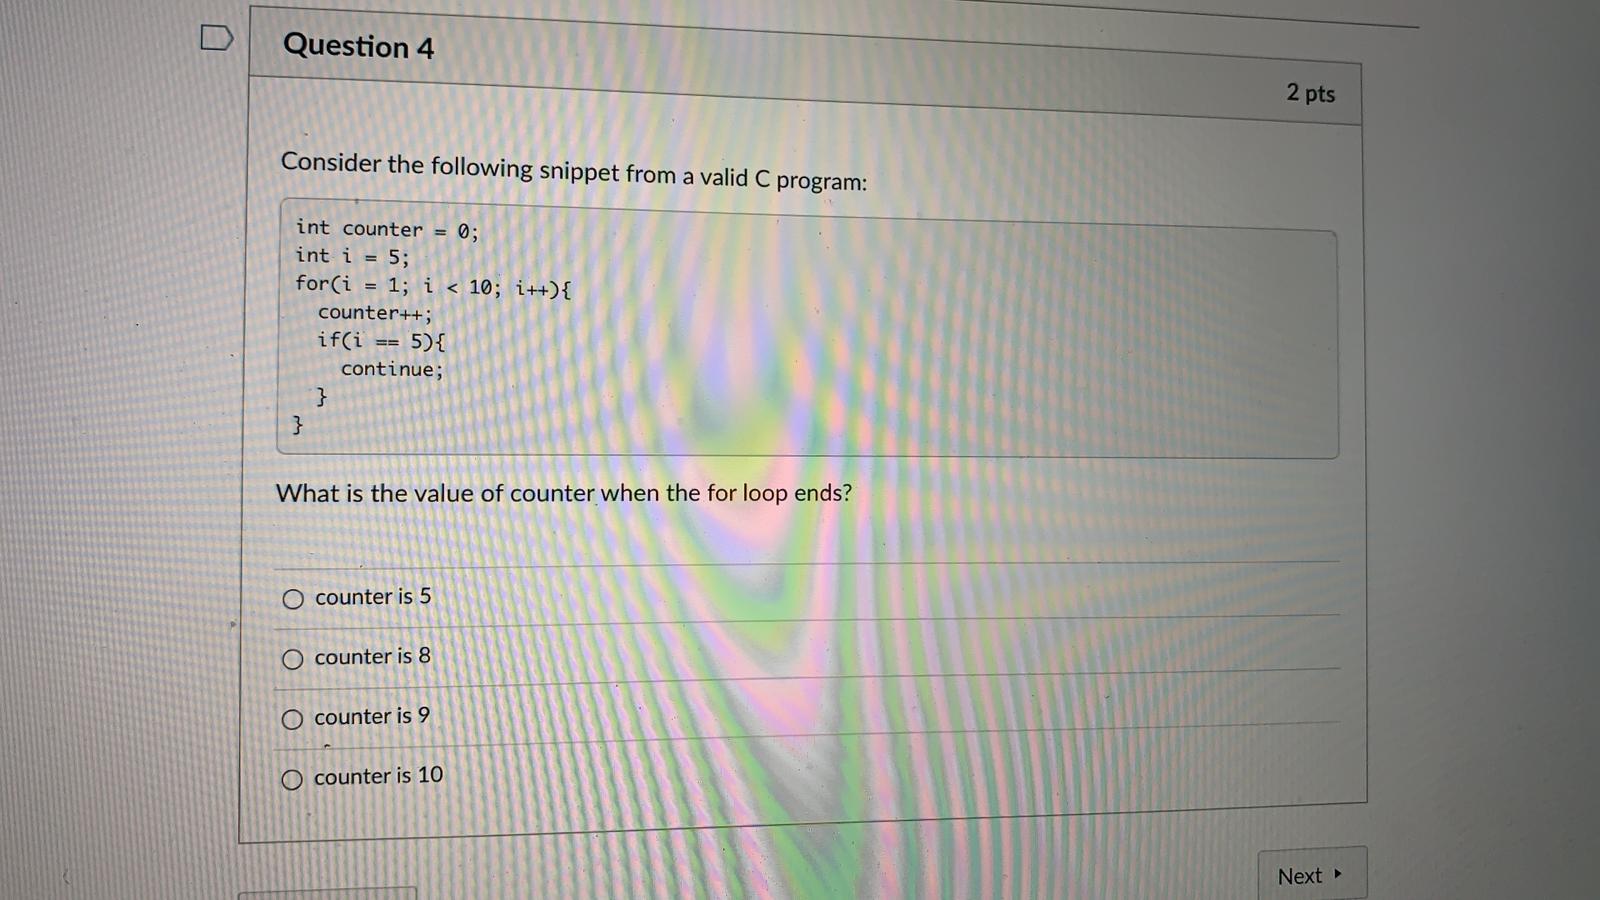 Question 4
2 pts
Consider the following snippet from a valid C program:
int counter = 0;
int i = 5;
for(i = 1; i < 10; i++){
  counter++;
  if(i == 5){
    continue;
  }
}
What is the value of counter when the for loop ends?
counter is 5
counter is 8
counter is 9
counter is 10
Next